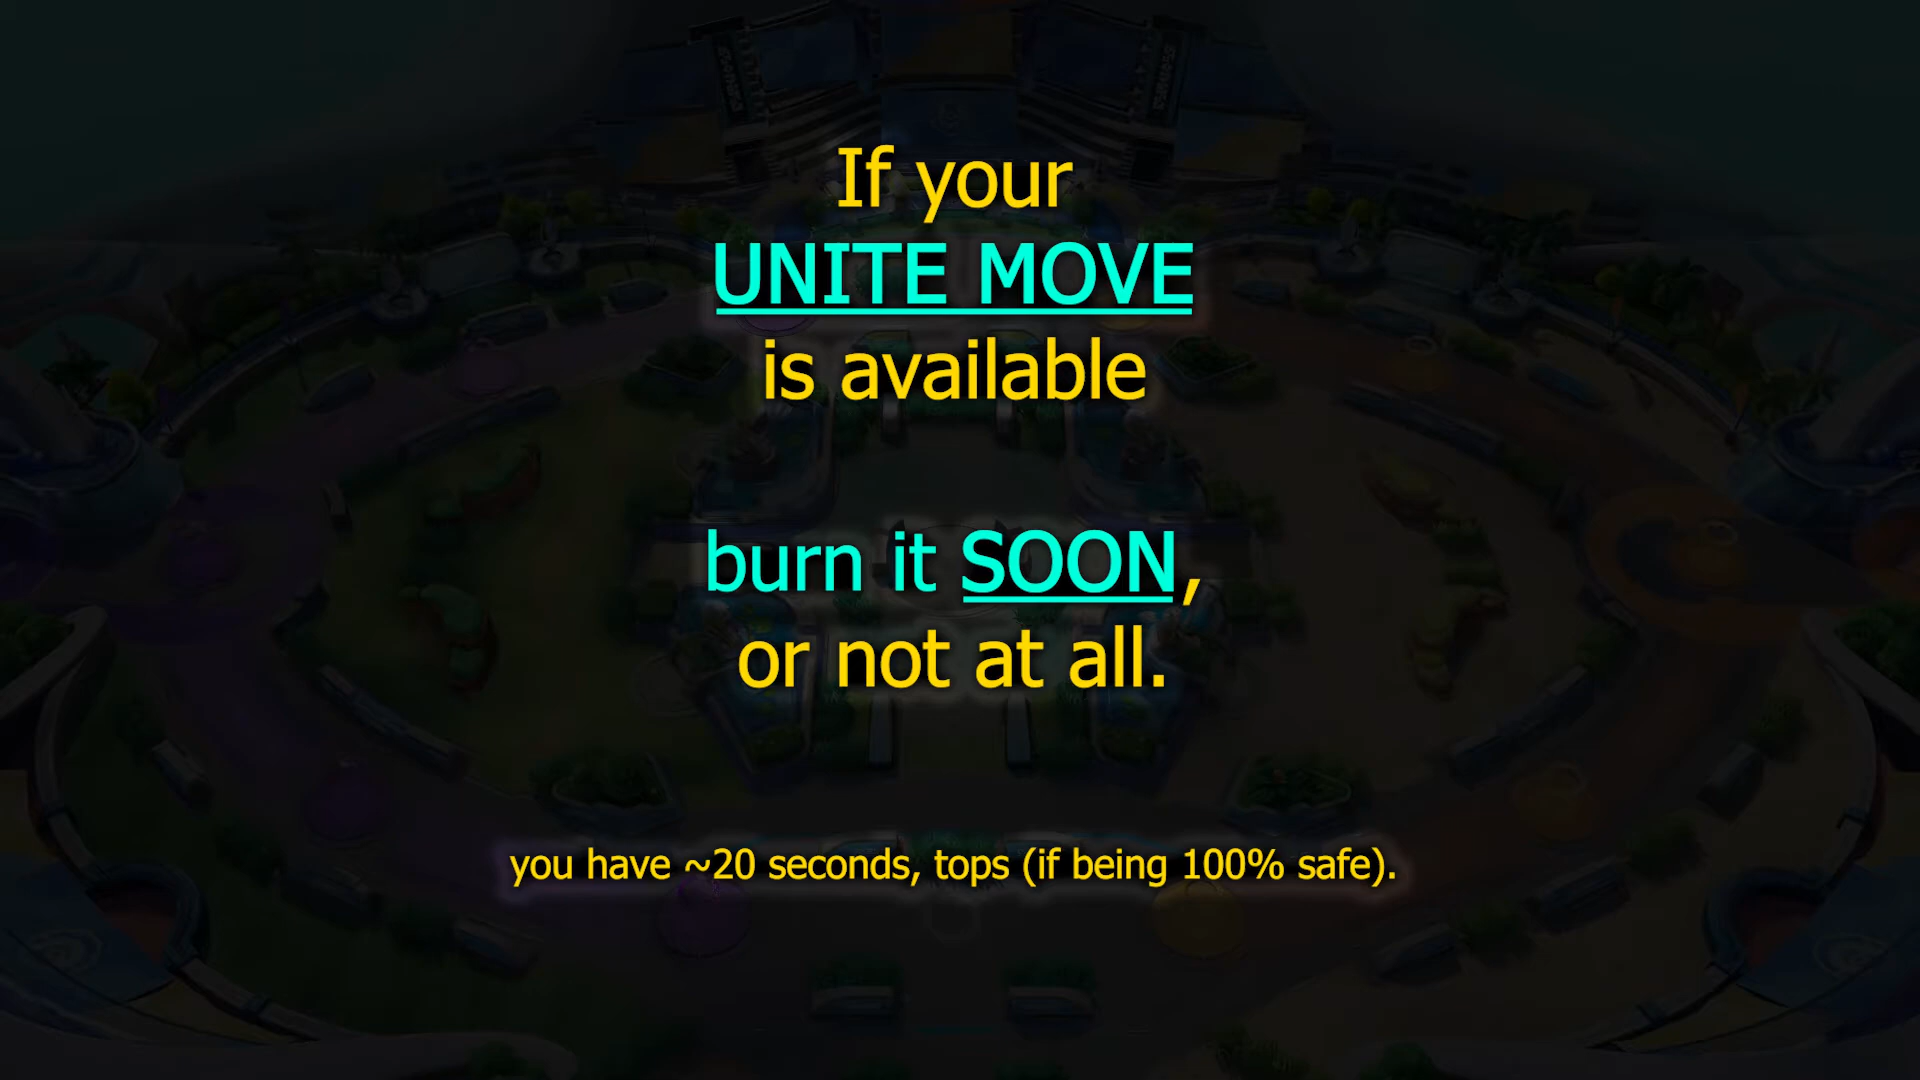 If your
UNITE MOVE
is available
burn it SOON,
or not at all.
you have ~20 seconds, tops (if being 100% safe).